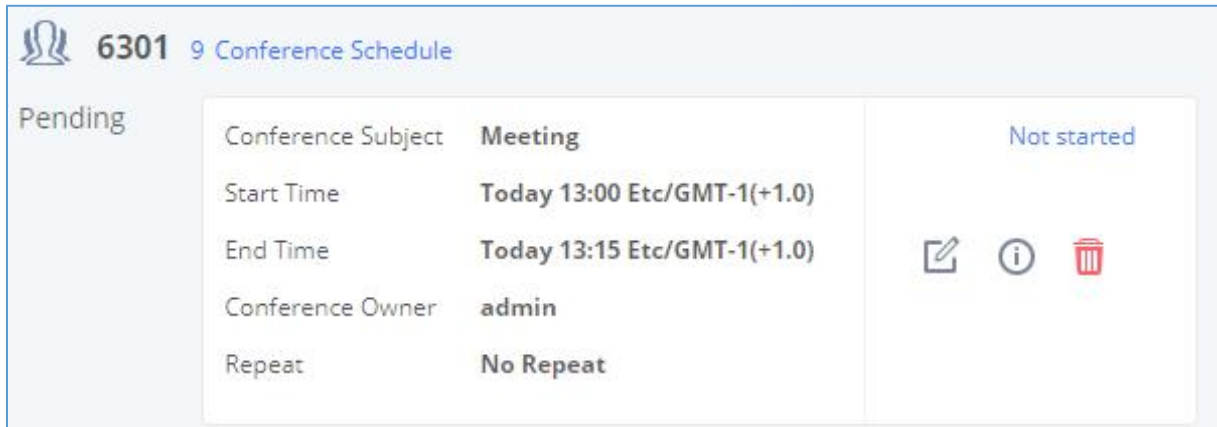 6301 9 Conference Schedule
Pending
Conference Subject Meeting Not started
Start Time Today 13:00 Etc/GMT-1(+1.0)
End Time Today 13:15 Etc/GMT-1(+1.0)
Conference Owner admin
Repeat No Repeat